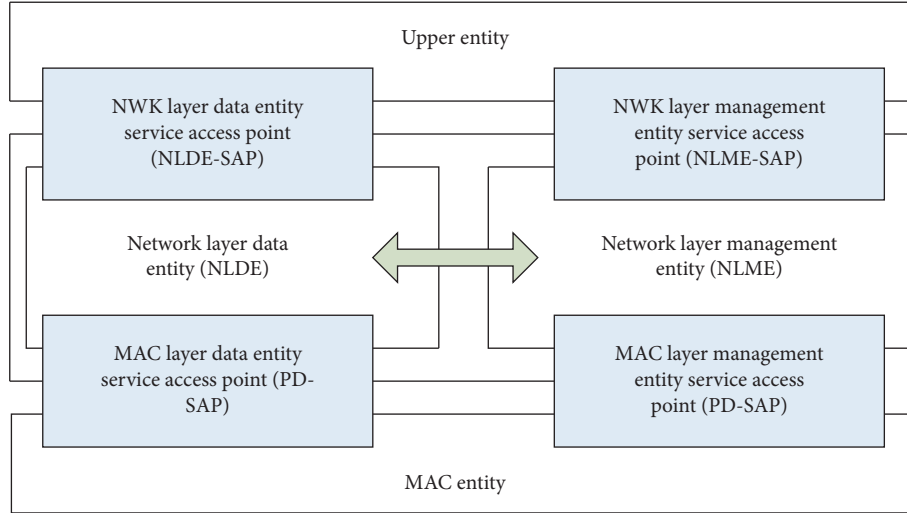 Upper entity
NWK layer data entity
service access point
(NLDE-SAP)
NWK layer management
entity service access
point (NLME-SAP)
Network layer data
entity (NLDE)
Network layer management
entity (NLME)
MAC layer data entity
service access point (PD-
SAP)
MAC layer management
entity service access
point (PD-SAP)
MAC entity